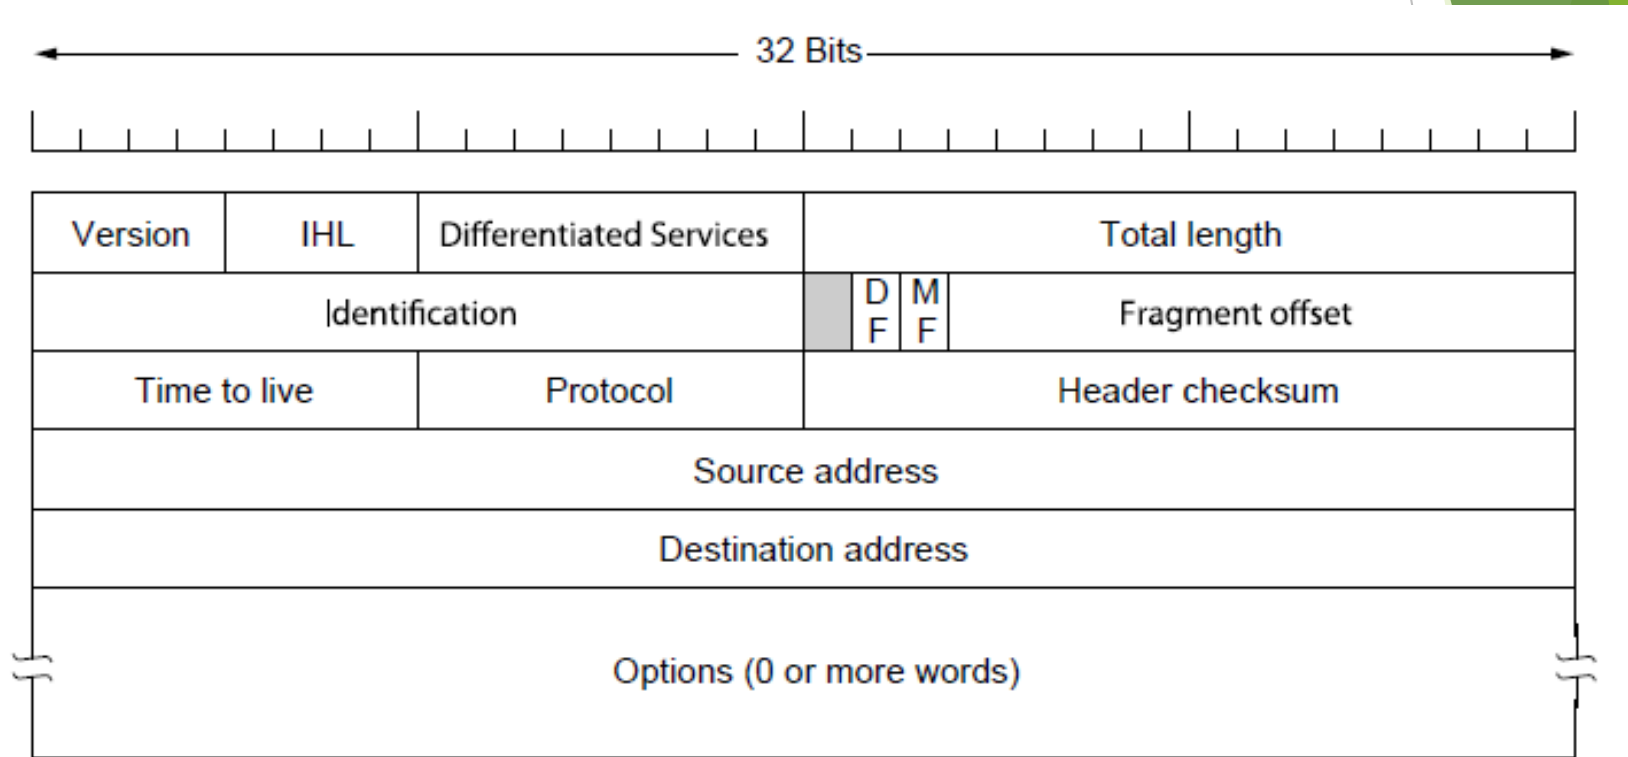 32 Bits
Version IHL Differentiated Services Total length
Identification D F M F Fragment offset
Time to live Protocol Header checksum
Source address
Destination address
Options (0 or more words)